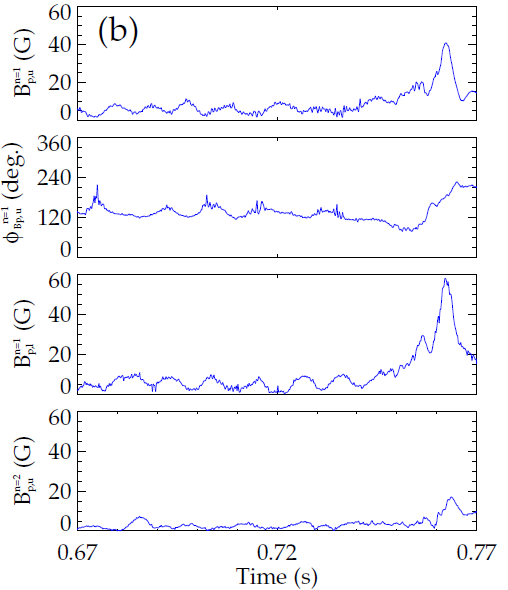 (b)
B_{p,u}^{n=1} (G)
60
40
20
0
ϕ_{Bp,u}^{n=1} (deg.)
360
240
120
0
B_{p,l}^{n=1} (G)
60
40
20
0
B_{p,u}^{n=2} (G)
60
40
20
0
0.67 0.72 0.77
Time (s)